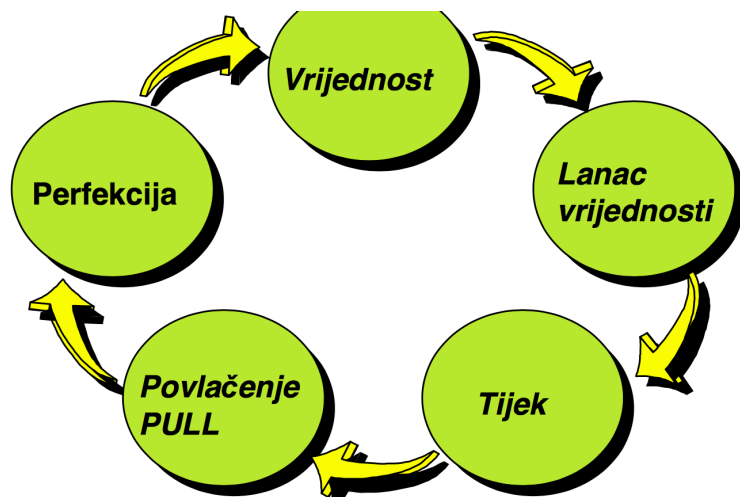 Vrijednost
Lanac
vrijednosti
Tijek
Povlačenje
PULL
Perfekcija